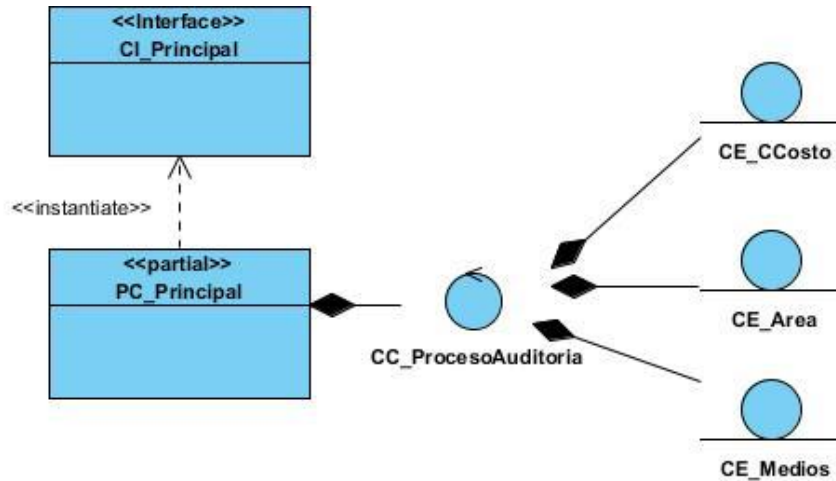 <<Interface>>
CI_Principal
<<instantiate>>
<<partial>>
PC_Principal
CC_ProcesoAuditoria
CE_CCosto
CE_Area
CE_Medios